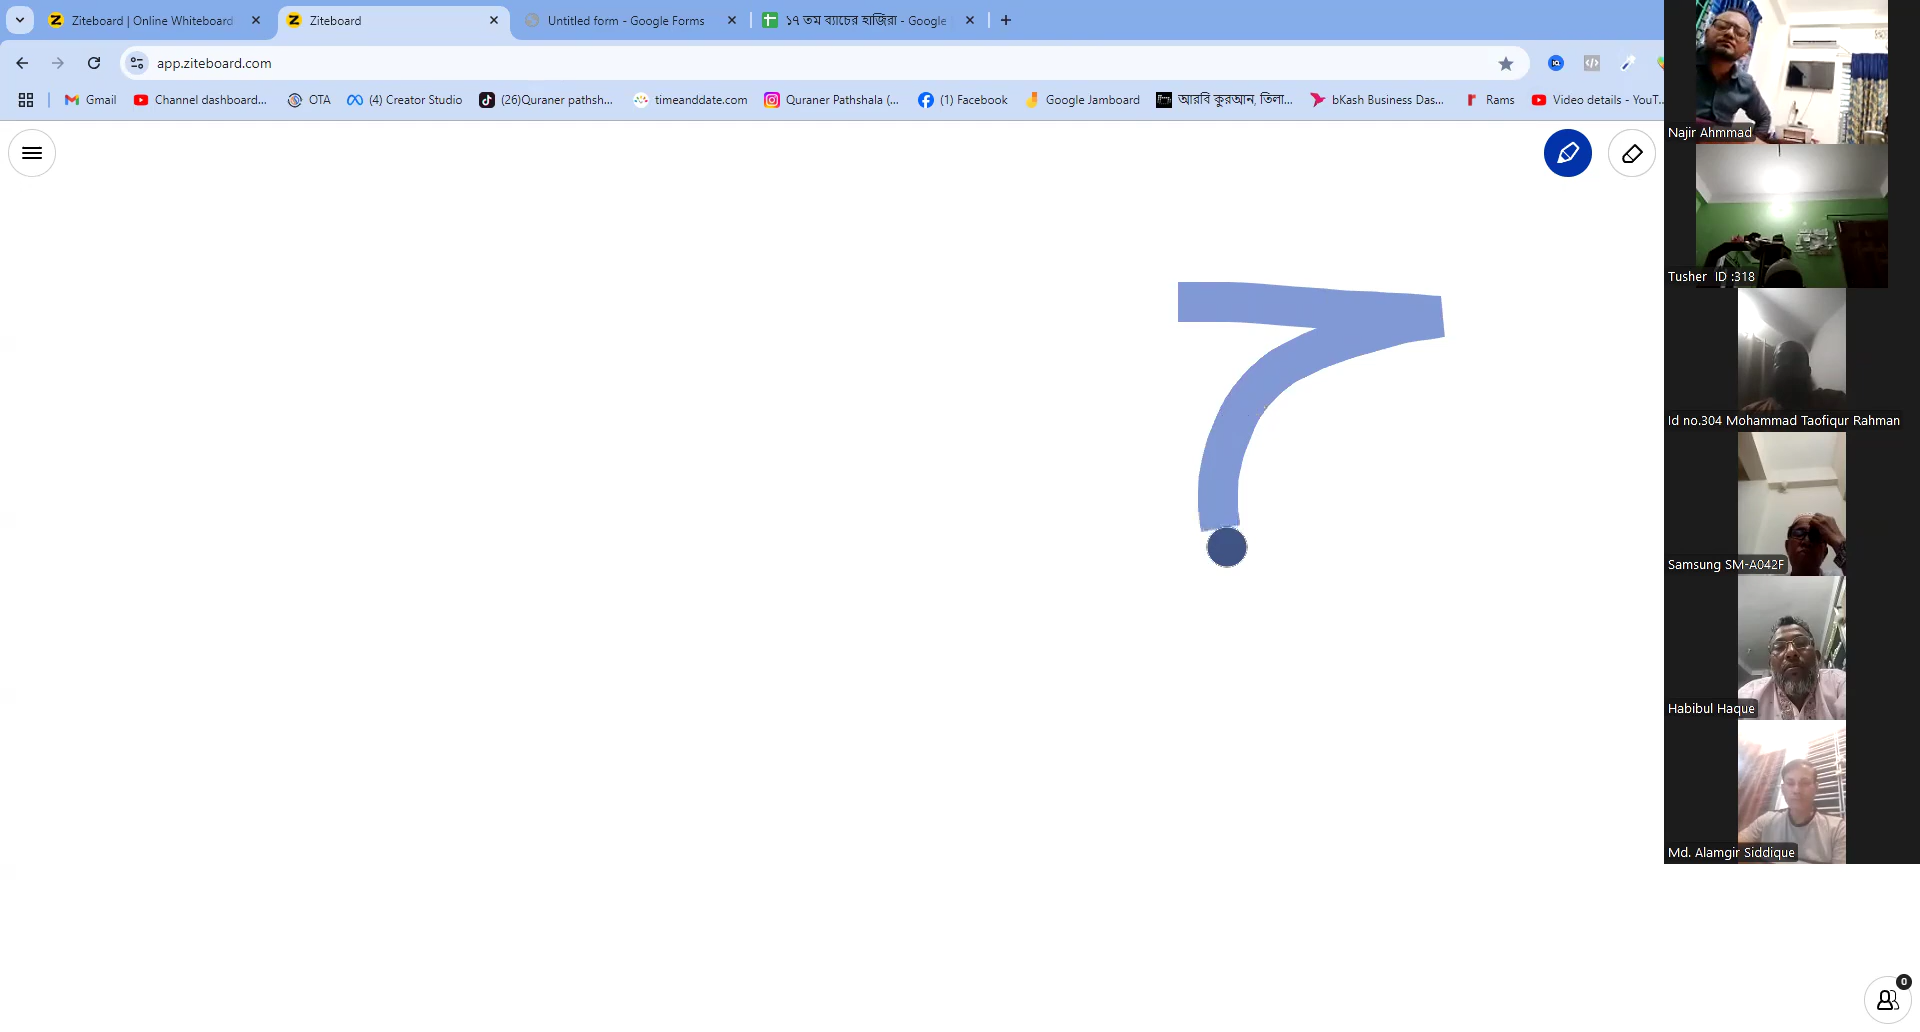 Ziteboard | Online Whiteboard
Ziteboard
Untitled form - Google Forms
১৭ তম ব্যাচের হাজিরা - Google
app.ziteboard.com
Gmail
Channel dashboard...
OTA
(4) Creator Studio
(26)Quraner pathsh...
timeanddate.com
Quraner Pathshala (...
(1) Facebook
Google Jamboard
আরবি কুরআন, তিলা...
bKash Business Das...
Rams
Video details - YouT...
Najir Ahmmad
Tusher ID :318
Id no.304 Mohammad Taofiqur Rahman
Samsung SM-A042F
Habibul Haque
Md. Alamgir Siddique
0